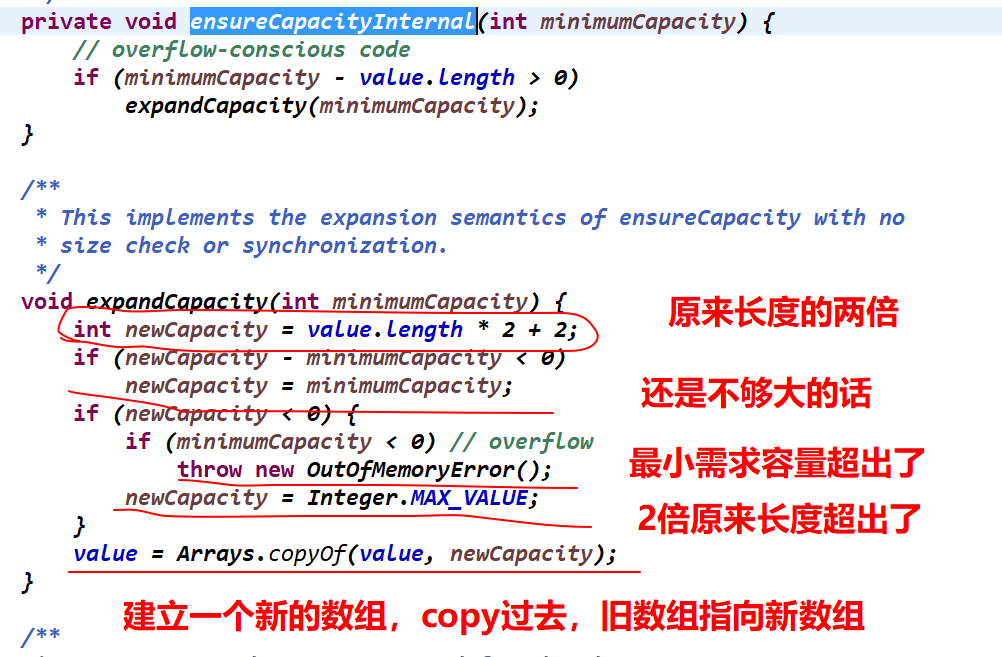 private void ensureCapacityInternal(int minimumCapacity) {
// overflow-conscious code
if (minimumCapacity - value.length > 0)
expandCapacity(minimumCapacity);
}
/**
* This implements the expansion semantics of ensureCapacity with no
* size check or synchronization.
*/
void expandCapacity(int minimumCapacity) {
原来长度的两倍
int newCapacity = value.length * 2 + 2;
if (newCapacity - minimumCapacity < 0)
newCapacity = minimumCapacity;
还是不够大的话
if (newCapacity < 0) {
if (minimumCapacity < 0) // overflow
throw new OutOfMemoryError();
最小需求容量超出了
newCapacity = Integer.MAX_VALUE;
2倍原来长度超出了
}
value = Arrays.copyOf(value, newCapacity);
}
建立一个新的数组，copy过去，旧数组指向新数组
/**